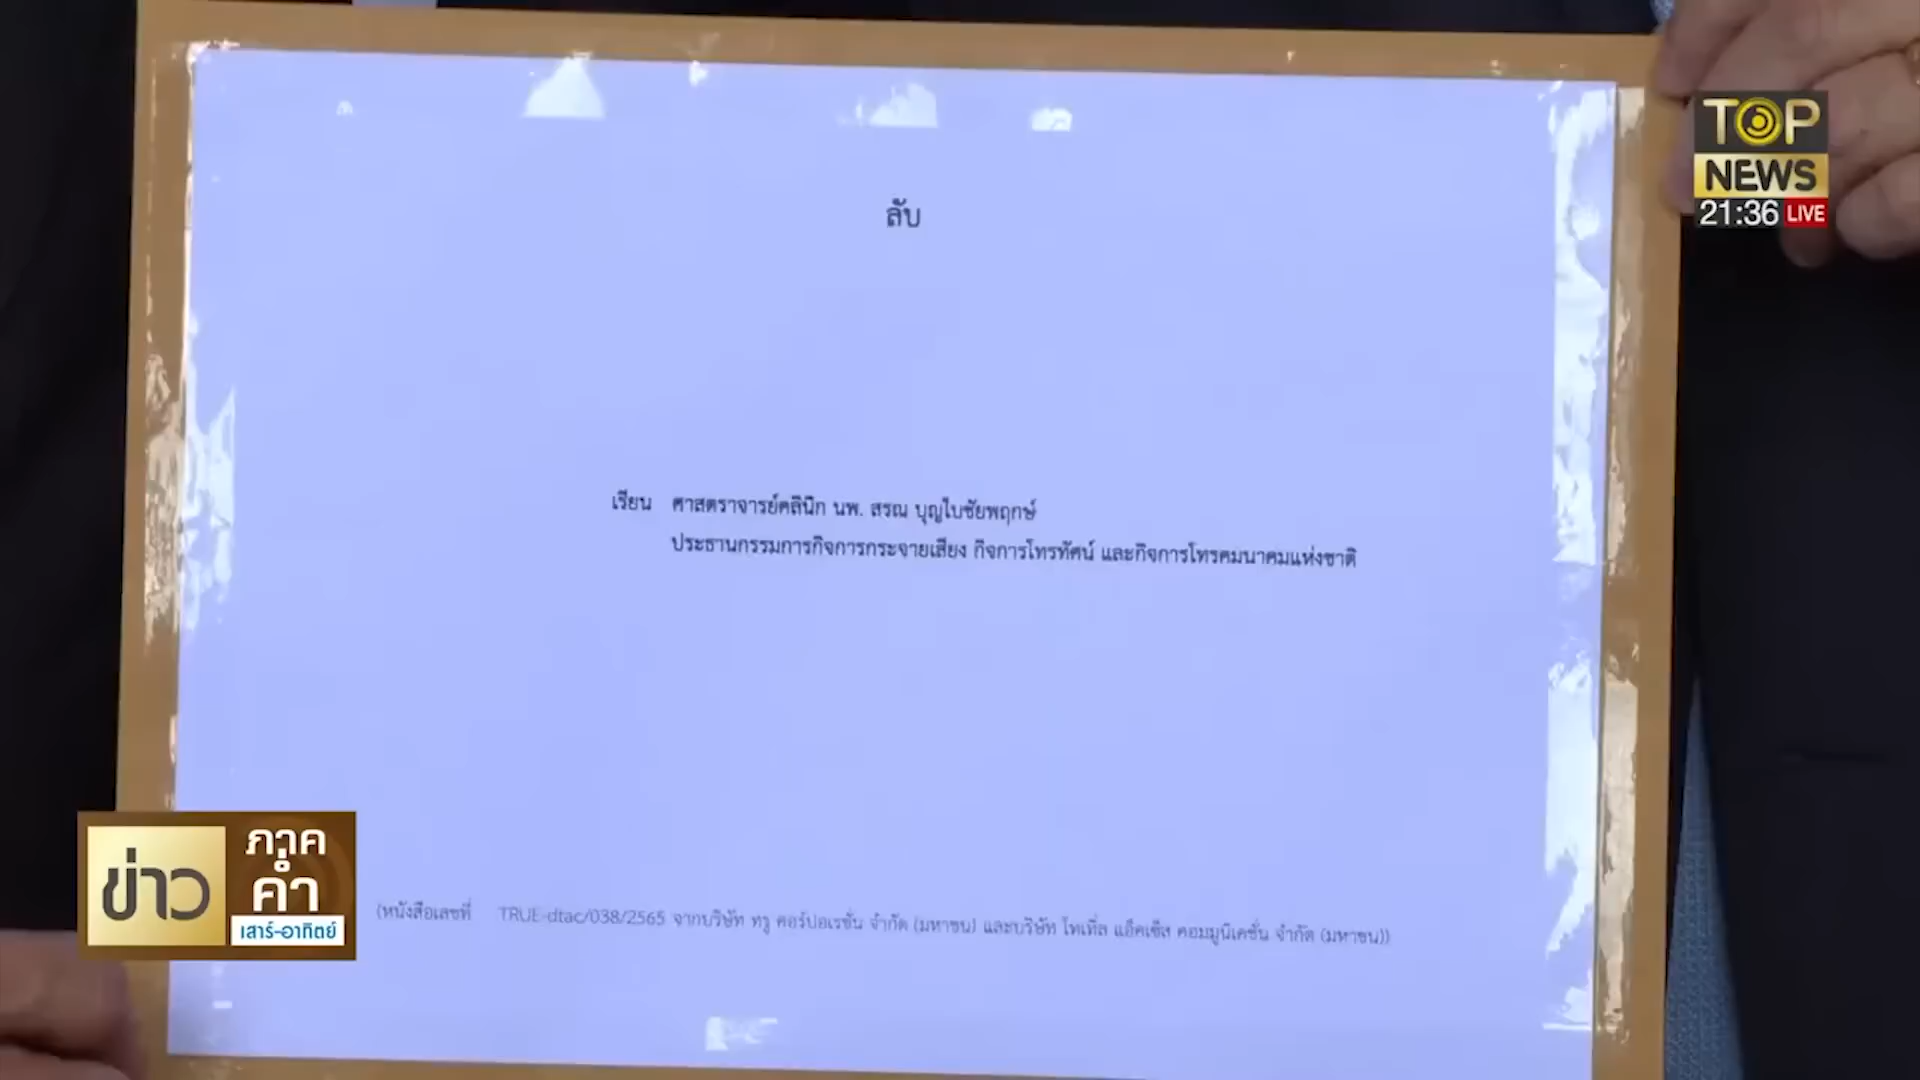 ลับ
เรียน ศาสตราจารย์คลินิก นพ. สรณ บุญใบชัยพฤกษ์
ประธานกรรมการกิจการกระจายเสียง กิจการโทรทัศน์ และกิจการโทรคมนาคมแห่งชาติ
(หนังสือเลขที่ TRUE-dtac/038/2565 จากบริษัท ทรู คอร์ปอเรชั่น จำกัด (มหาชน) และบริษัท โทเทิ่ล แอ็คเซ็ส คอมมูนิเคชั่น จำกัด (มหาชน))
TOP
NEWS
21:36 LIVE
ข่าว
ภาค
ค่ำ
เสาร์-อาทิตย์